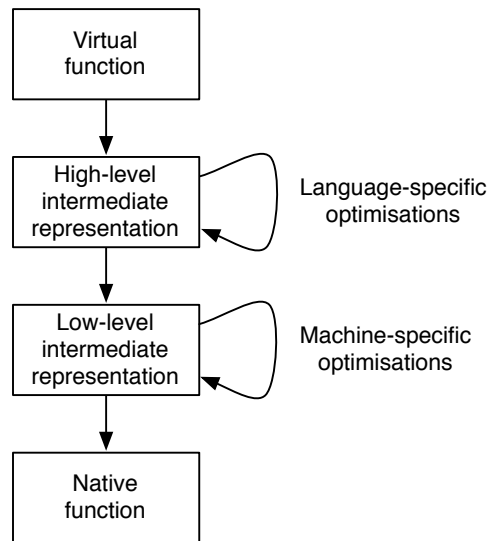 Virtual
function
High-level
intermediate
representation
Language-specific
optimisations
Low-level
intermediate
representation
Machine-specific
optimisations
Native
function